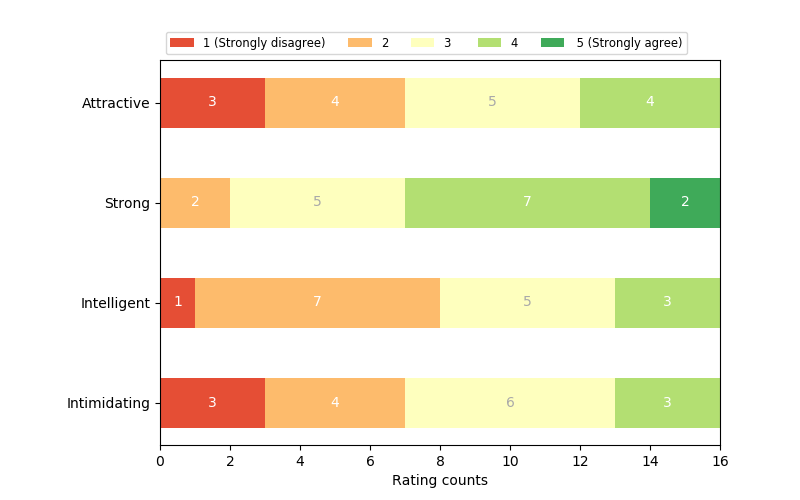 1 (Strongly disagree) 2 3 4 5 (Strongly agree)
Attractive 3 4 5 4
Strong 2 5 7 2
Intelligent 1 7 5 3
Intimidating 3 4 6 3
0 2 4 6 8 10 12 14 16
Rating counts